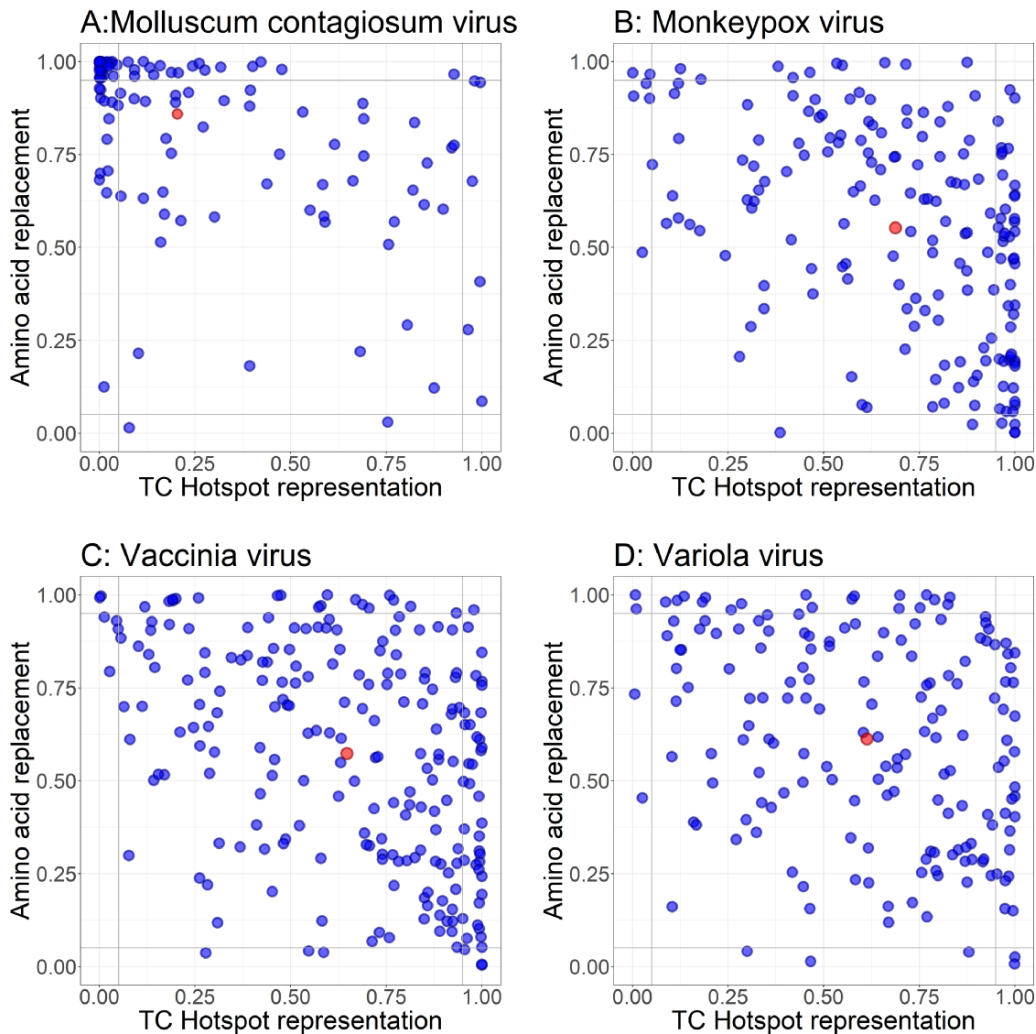 A:Molluscum contagiosum virus
Amino acid replacement
1.00
0.75
0.50
0.25
0.00
0.00 0.25 0.50 0.75 1.00
TC Hotspot representation
B: Monkeypox virus
Amino acid replacement
1.00
0.75
0.50
0.25
0.00
0.00 0.25 0.50 0.75 1.00
TC Hotspot representation
C: Vaccinia virus
Amino acid replacement
1.00
0.75
0.50
0.25
0.00
0.00 0.25 0.50 0.75 1.00
TC Hotspot representation
D: Variola virus
Amino acid replacement
1.00
0.75
0.50
0.25
0.00
0.00 0.25 0.50 0.75 1.00
TC Hotspot representation